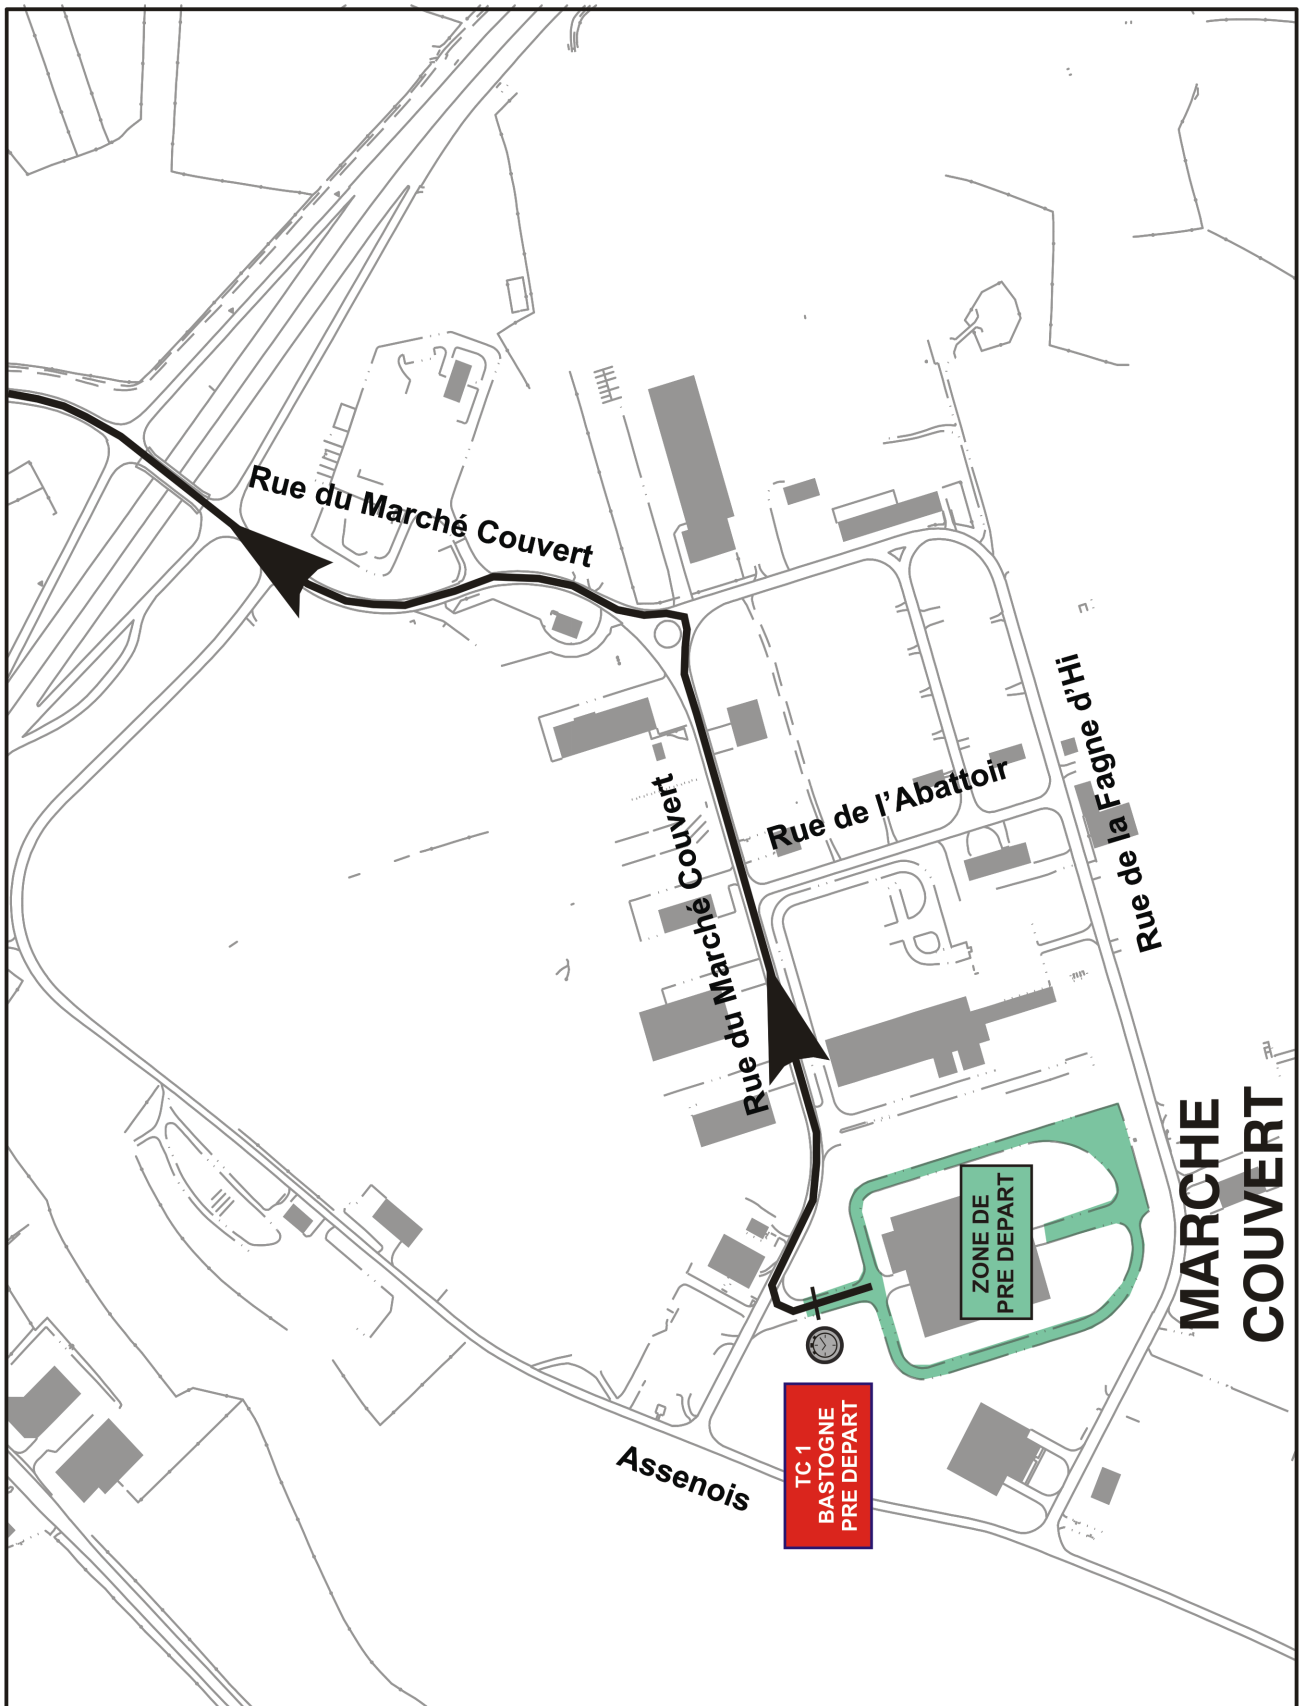 Rue du Marché Couvert
Rue du Marché Couvert
Rue de l'Abattoir
Rue de la Fagne d'Hi
ZONE DE
PRE DEPART
MARCHE
COUVERT
TC 1
BASTOGNE
PRE DEPART
Assenois